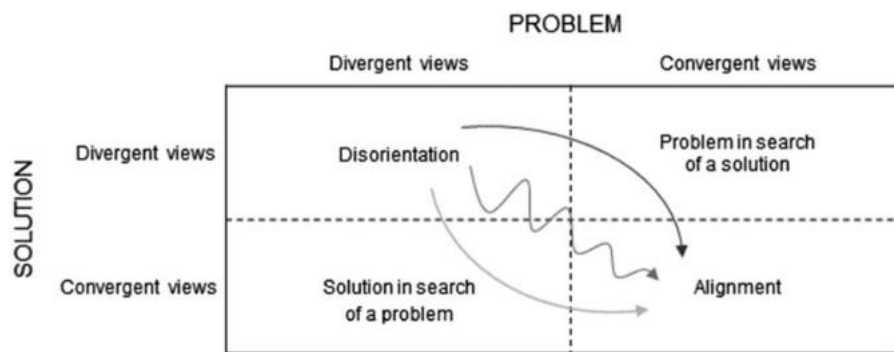 PROBLEM
Divergent views
Convergent views
SOLUTION
Divergent views
Disorientation
Problem in search
of a solution
Convergent views
Solution in search
of a problem
Alignment